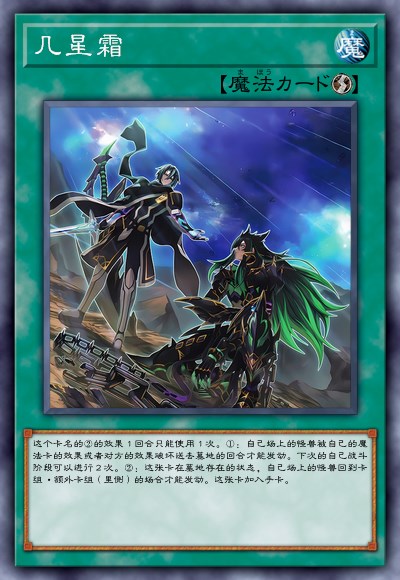 几星霜
魔
【魔法カード】
まほう
这个卡名的②的效果1回合只能使用1次。①：自己场上的怪兽被自己的魔
法卡的效果或者对方的效果破坏送去墓地的回合才能发动。下次的自己战斗
阶段可以进行2次。②：这张卡在墓地存在的状态，自己场上的怪兽回到卡
组·额外卡组（里侧）的场合才能发动。这张卡加入手卡。